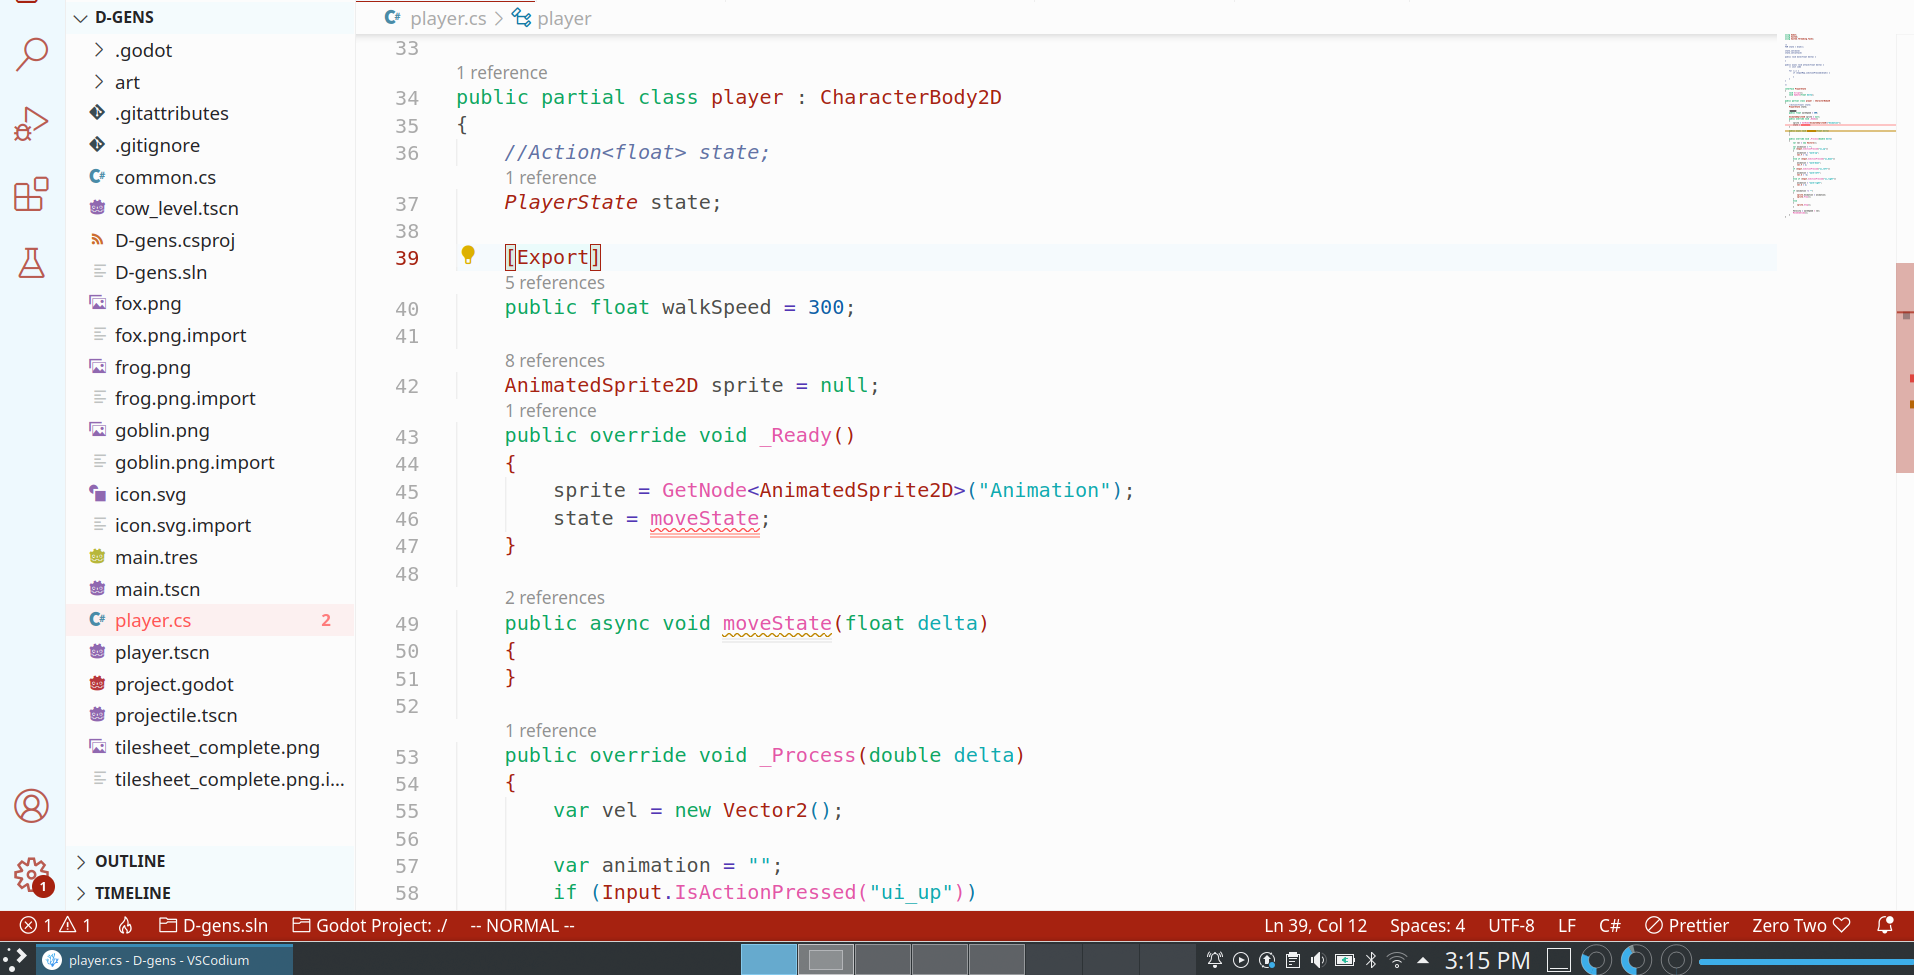 D-GENS
.godot
art
.gitattributes
.gitignore
common.cs
cow_level.tscn
D-gens.csproj
D-gens.sln
fox.png
fox.png.import
frog.png
frog.png.import
goblin.png
goblin.png.import
icon.svg
icon.svg.import
main.tres
main.tscn
player.cs 2
player.tscn
project.godot
projectile.tscn
tilesheet_complete.png
tilesheet_complete.png.i...
OUTLINE
TIMELINE
1
C# player.cs > player
33
1 reference
34 public partial class player : CharacterBody2D
35 {
36 //Action<float> state;
1 reference
37 PlayerState state;
38
39 [Export]
5 references
40 public float walkSpeed = 300;
41
8 references
42 AnimatedSprite2D sprite = null;
1 reference
43 public override void _Ready()
44 {
45 sprite = GetNode<AnimatedSprite2D>("Animation");
46 state = moveState;
47 }
48
2 references
49 public async void moveState(float delta)
50 {
51 }
52
1 reference
53 public override void _Process(double delta)
54 {
55 var vel = new Vector2();
56
57 var animation = "";
58 if (Input.IsActionPressed("ui_up"))
1 1 D-gens.sln Godot Project: ./ -- NORMAL -- Ln 39, Col 12 Spaces: 4 UTF-8 LF C# Prettier Zero Two
player.cs - D-gens - VSCodium 3:15 PM